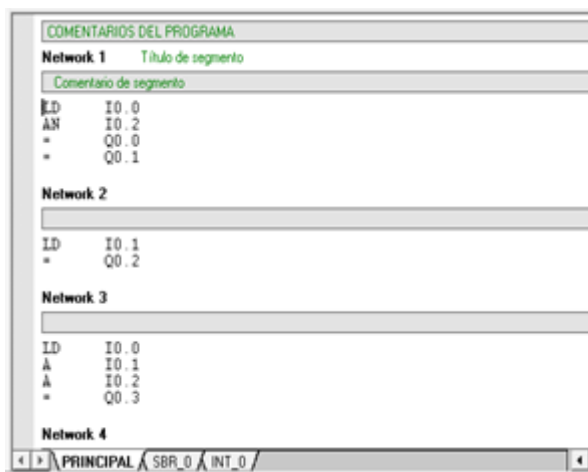 COMENTARIOS DEL PROGRAMA
Network 1 Título de segmento
Comentario de segmento
LD I0.0
AN I0.2
= Q0.0
= Q0.1
Network 2
LD I0.1
= Q0.2
Network 3
LD I0.0
A I0.1
A I0.2
= Q0.3
Network 4
PRINCIPAL SBR_0 INT_0